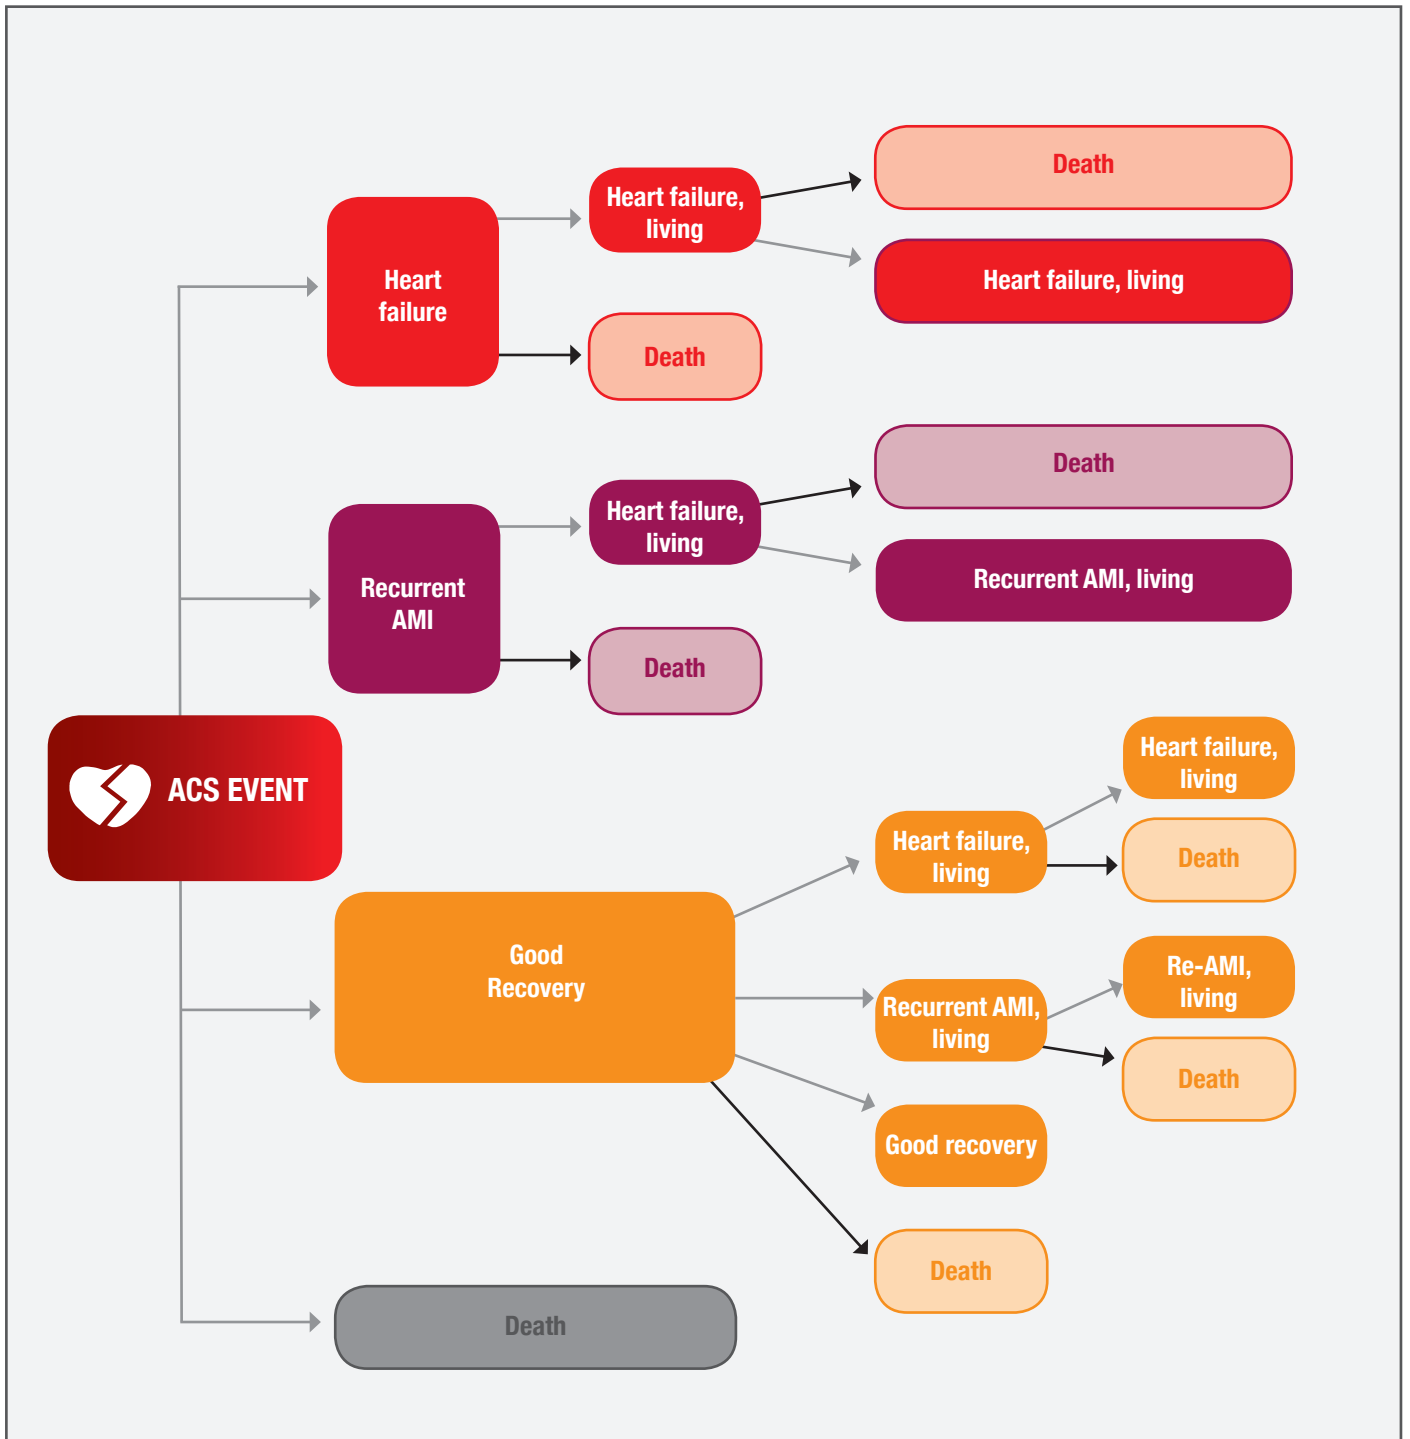 Death
Heart failure,
living
Heart failure, living
Heart
failure
Death
Death
Heart failure,
living
Recurrent AMI, living
Recurrent
AMI
Death
ACS EVENT
Heart failure,
living
Heart failure,
living
Death
Good
Recovery
Re-AMI,
living
Recurrent AMI,
living
Death
Good recovery
Death
Death